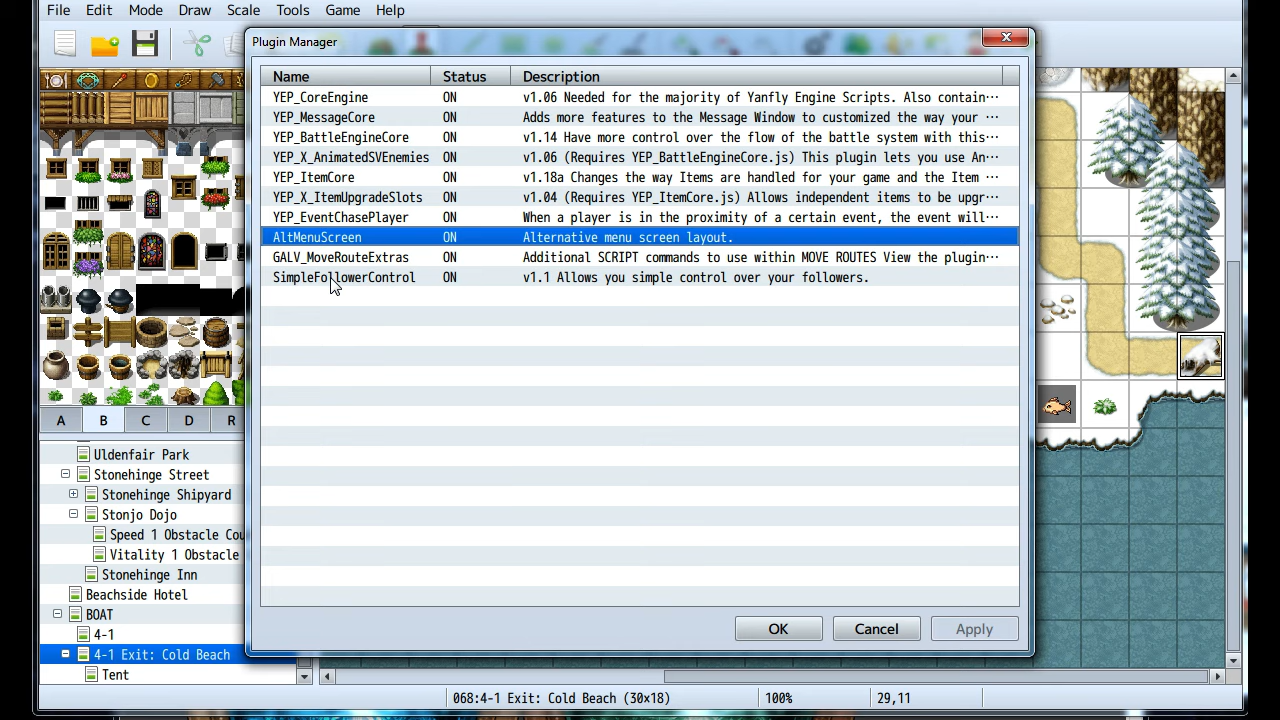 File Edit Mode Draw Scale Tools Game Help
Plugin Manager
Name Status Description
YEP_CoreEngine ON v1.06 Needed for the majority of Yanfly Engine Scripts. Also contain···
YEP_MessageCore ON Adds more features to the Message Window to customized the way your ···
YEP_BattleEngineCore ON v1.14 Have more control over the flow of the battle system with this···
YEP_X_AnimatedSVEnemies ON v1.06 (Requires YEP_BattleEngineCore.js) This plugin lets you use An···
YEP_ItemCore ON v1.18a Changes the way Items are handled for your game and the Item ···
YEP_X_ItemUpgradeSlots ON v1.04 (Requires YEP_ItemCore.js) Allows independent items to be upgr···
YEP_EventChasePlayer ON When a player is in the proximity of a certain event, the event will···
AltMenuScreen ON Alternative menu screen layout.
GALV_MoveRouteExtras ON Additional SCRIPT commands to use within MOVE ROUTES View the plugin···
SimpleFollowerControl ON v1.1 Allows you simple control over your followers.
A B C D R
Uldenfair Park
Stonehinge Street
Stonehinge Shipyard
Stonjo Dojo
Speed 1 Obstacle Cou
Vitality 1 Obstacle
Stonehinge Inn
Beachside Hotel
BOAT
4-1
4-1 Exit: Cold Beach
Tent
OK Cancel Apply
068:4-1 Exit: Cold Beach (30x18) 100% 29,11